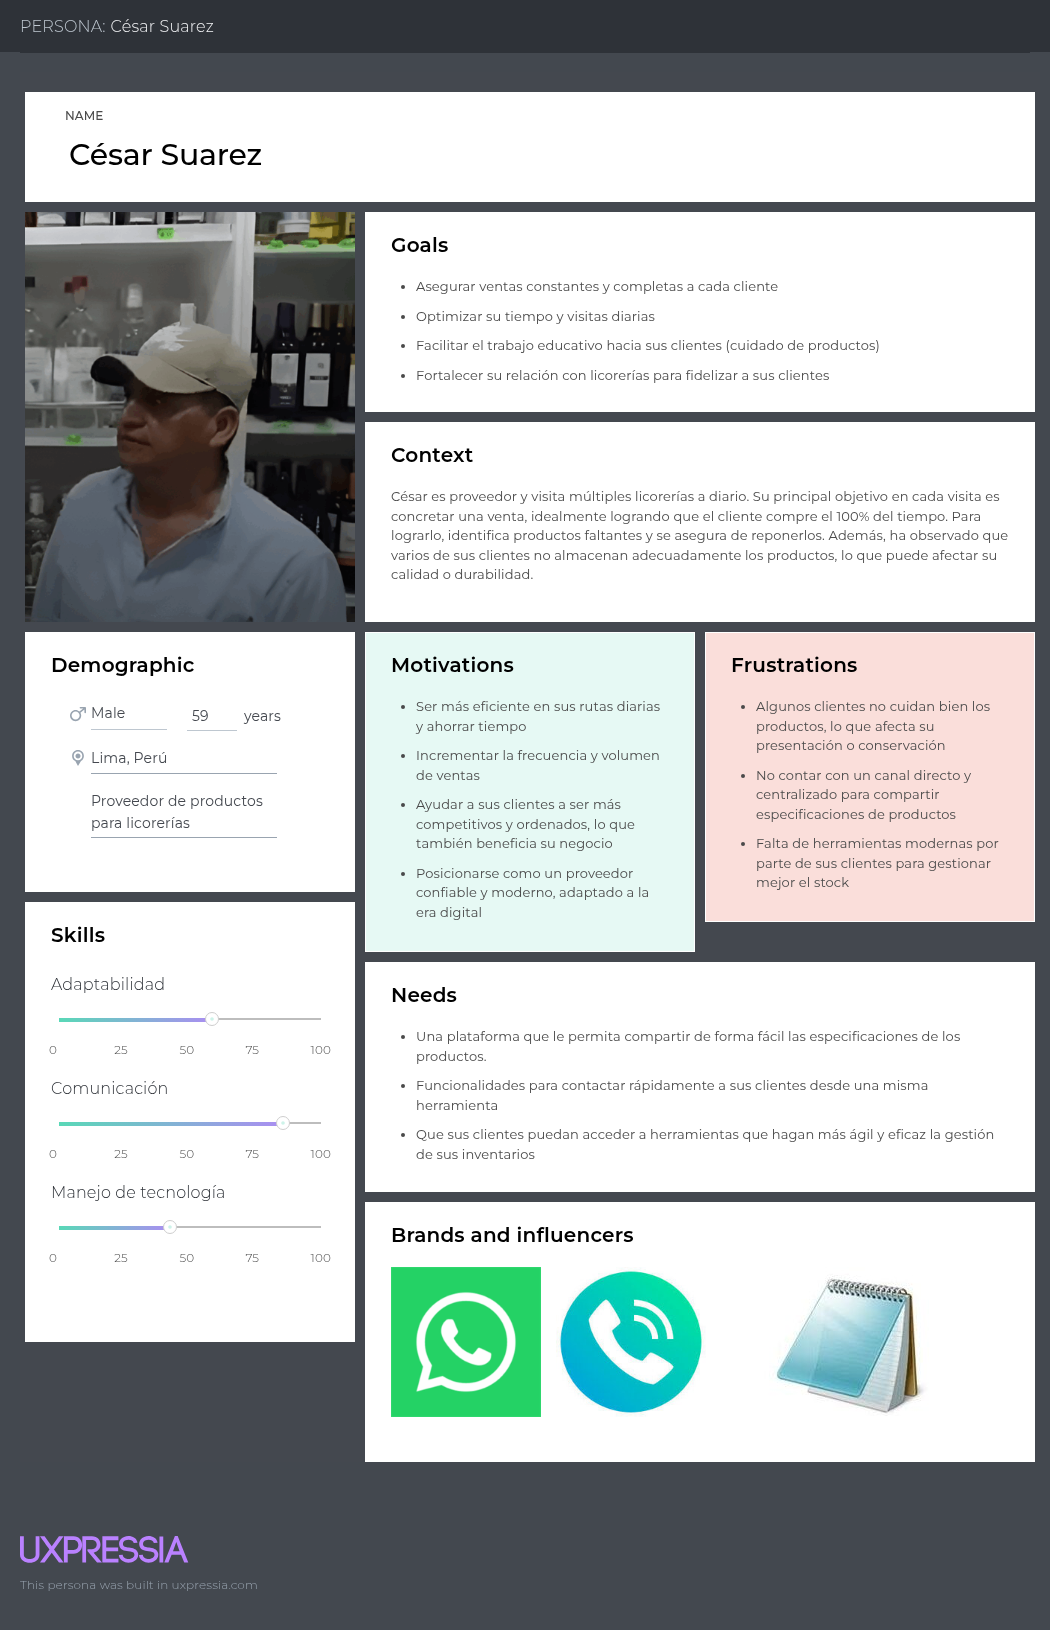 PERSONA: César Suarez
NAME
César Suarez
Goals
• Asegurar ventas constantes y completas a cada cliente
• Optimizar su tiempo y visitas diarias
• Facilitar el trabajo educativo hacia sus clientes (cuidado de productos)
• Fortalecer su relación con licorerías para fidelizar a sus clientes
Context
César es proveedor y visita múltiples licorerías a diario. Su principal objetivo en cada visita es
concretar una venta, idealmente logrando que el cliente compre el 100% del tiempo. Para
lograrlo, identifica productos faltantes y se asegura de reponerlos. Además, ha observado que
varios de sus clientes no almacenan adecuadamente los productos, lo que puede afectar su
calidad o durabilidad.
Demographic
Male
59 years
Lima, Perú
Proveedor de productos
para licorerías
Skills
Adaptabilidad
0 25 50 75 100
Comunicación
0 25 50 75 100
Manejo de tecnología
0 25 50 75 100
Motivations
• Ser más eficiente en sus rutas diarias
y ahorrar tiempo
• Incrementar la frecuencia y volumen
de ventas
• Ayudar a sus clientes a ser más
competitivos y ordenados, lo que
también beneficia su negocio
• Posicionarse como un proveedor
confiable y moderno, adaptado a la
era digital
Frustrations
• Algunos clientes no cuidan bien los
productos, lo que afecta su
presentación o conservación
• No contar con un canal directo y
centralizado para compartir
especificaciones de productos
• Falta de herramientas modernas por
parte de sus clientes para gestionar
mejor el stock
Needs
• Una plataforma que le permita compartir de forma fácil las especificaciones de los
productos.
• Funcionalidades para contactar rápidamente a sus clientes desde una misma
herramienta
• Que sus clientes puedan acceder a herramientas que hagan más ágil y eficaz la gestión
de sus inventarios
Brands and influencers
UXPRESSIA
This persona was built in uxpressia.com